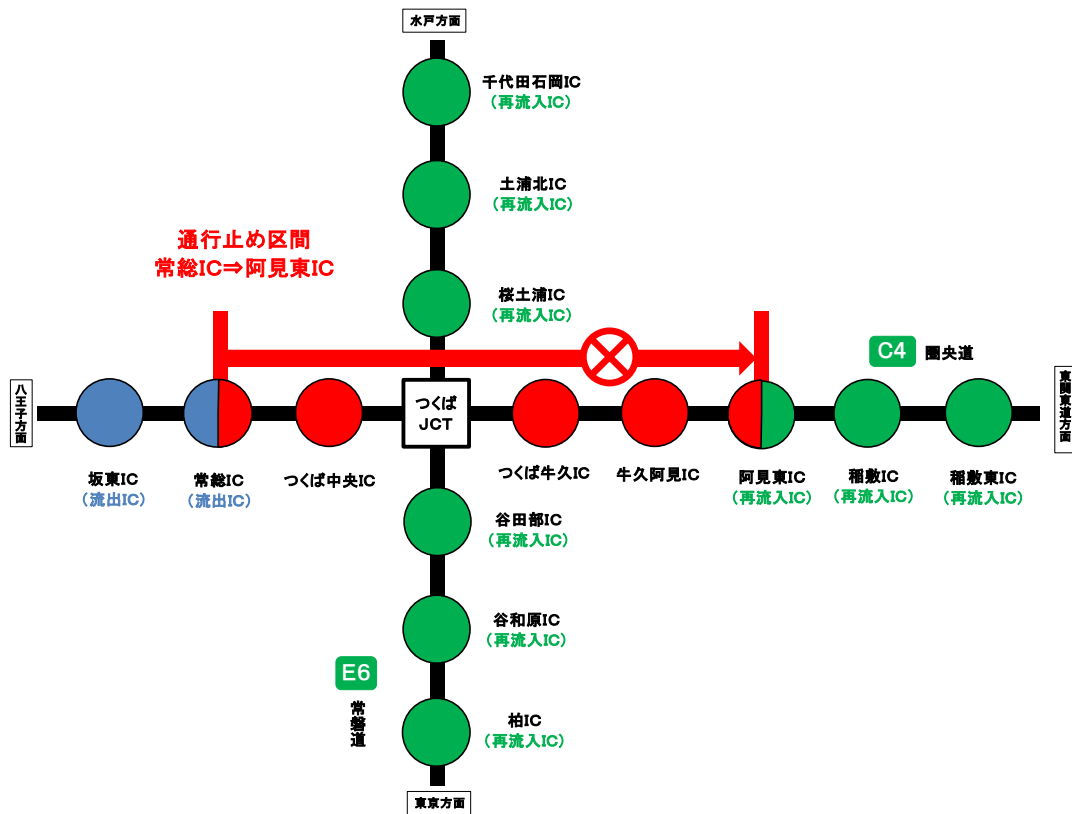 水戸方面
千代田石岡IC
(再流入IC)
土浦北IC
(再流入IC)
通行止め区間
常総IC⇒阿見東IC
桜土浦IC
(再流入IC)
C4 圏央道
八王子方面
つくば
JCT
東関東道方面
坂東IC
(流出IC)
常総IC
(流出IC)
つくば中央IC
つくば牛久IC
牛久阿見IC
阿見東IC
(再流入IC)
稲敷IC
(再流入IC)
稲敷東IC
(再流入IC)
谷田部IC
(再流入IC)
谷和原IC
(再流入IC)
E6
常磐道
柏IC
(再流入IC)
東京方面